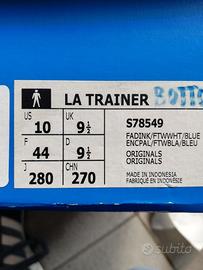 LA TRAINER
US
10
UK
9½
F
44
D
9½
J
280
CHN
270
S78549
FADINK/FTWWHT/BLUE
ENCPAL/FTWBLA/BLEU
ORIGINALS
ORIGINALS
MADE IN INDONESIA
FABRIQUÉ EN INDONÉSIE
subito